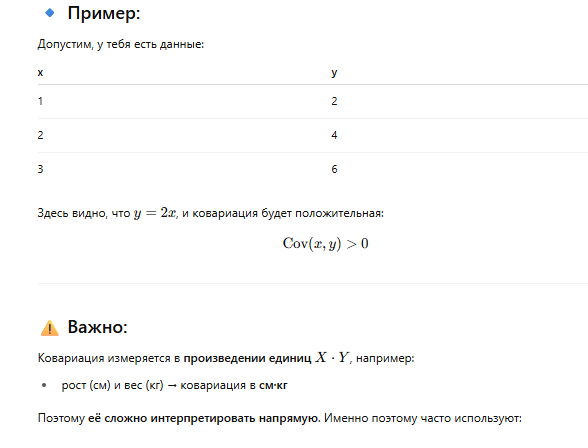 🔹 Пример:
Допустим, у тебя есть данные:
x y
1 2
2 4
3 6
Здесь видно, что y = 2x, и ковариация будет положительная:
Cov(x, y) > 0
⚠️ Важно:
Ковариация измеряется в произведении единиц X · Y, например:
• рост (см) и вес (кг) → ковариация в см·кг
Поэтому её сложно интерпретировать напрямую. Именно поэтому часто используют: